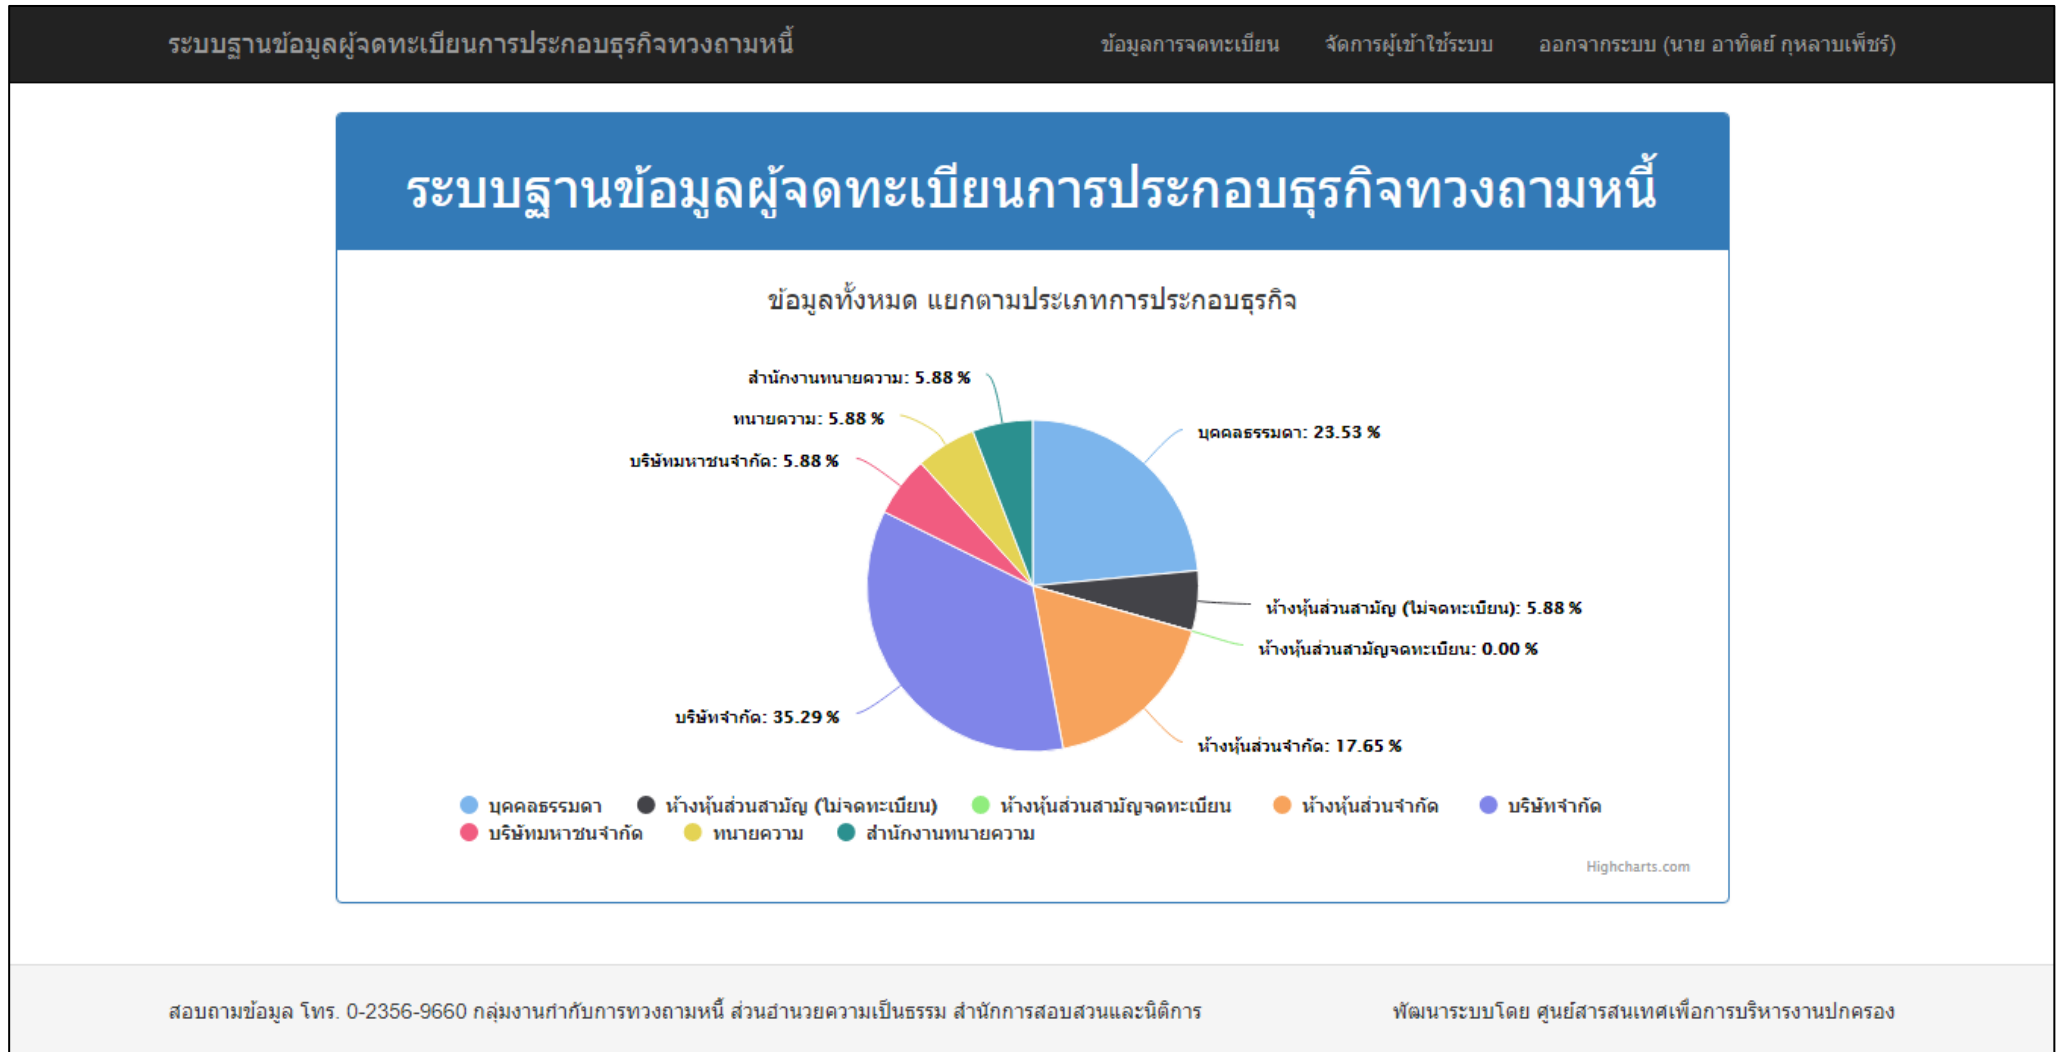 ระบบฐานข้อมูลผู้จดทะเบียนการประกอบธุรกิจทวงถามหนี้ ข้อมูลการจดทะเบียน จัดการผู้เข้าใช้ระบบ ออกจากระบบ (นาย อาทิตย์ กุหลาบเพ็ชร์)
ระบบฐานข้อมูลผู้จดทะเบียนการประกอบธุรกิจทวงถามหนี้
ข้อมูลทั้งหมด แยกตามประเภทการประกอบธุรกิจ
สำนักงานทนายความ: 5.88 %
ทนายความ: 5.88 %
บุคคลธรรมดา: 23.53 %
บริษัทมหาชนจำกัด: 5.88 %
ห้างหุ้นส่วนสามัญ (ไม่จดทะเบียน): 5.88 %
ห้างหุ้นส่วนสามัญจดทะเบียน: 0.00 %
บริษัทจำกัด: 35.29 %
ห้างหุ้นส่วนจำกัด: 17.65 %
บุคคลธรรมดา ห้างหุ้นส่วนสามัญ (ไม่จดทะเบียน) ห้างหุ้นส่วนสามัญจดทะเบียน ห้างหุ้นส่วนจำกัด บริษัทจำกัด
บริษัทมหาชนจำกัด ทนายความ สำนักงานทนายความ
Highcharts.com
สอบถามข้อมูล โทร. 0-2356-9660 กลุ่มงานกำกับการทวงถามหนี้ ส่วนอำนวยความเป็นธรรม สำนักการสอบสวนและนิติการ พัฒนาระบบโดย ศูนย์สารสนเทศเพื่อการบริหารงานปกครอง